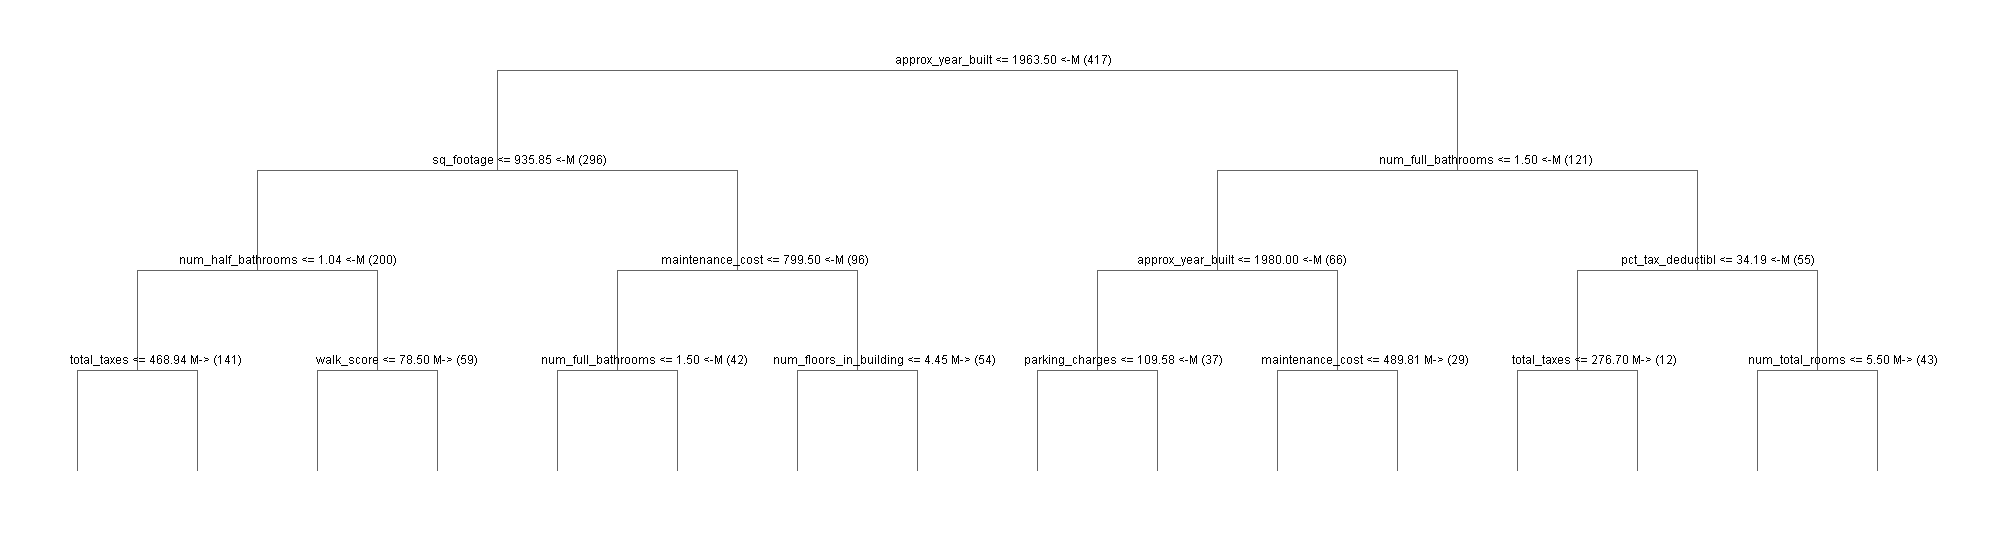 approx_year_built <= 1963.50 <-M (417)
sq_footage <= 935.85 <-M (296)
num_full_bathrooms <= 1.50 <-M (121)
num_half_bathrooms <= 1.04 <-M (200)
maintenance_cost <= 799.50 <-M (96)
approx_year_built <= 1980.00 <-M (66)
pct_tax_deductibl <= 34.19 <-M (55)
total_taxes <= 468.94 M-> (141)
walk_score <= 78.50 M-> (59)
num_full_bathrooms <= 1.50 <-M (42)
num_floors_in_building <= 4.45 M-> (54)
parking_charges <= 109.58 <-M (37)
maintenance_cost <= 489.81 M-> (29)
total_taxes <= 276.70 M-> (12)
num_total_rooms <= 5.50 M-> (43)